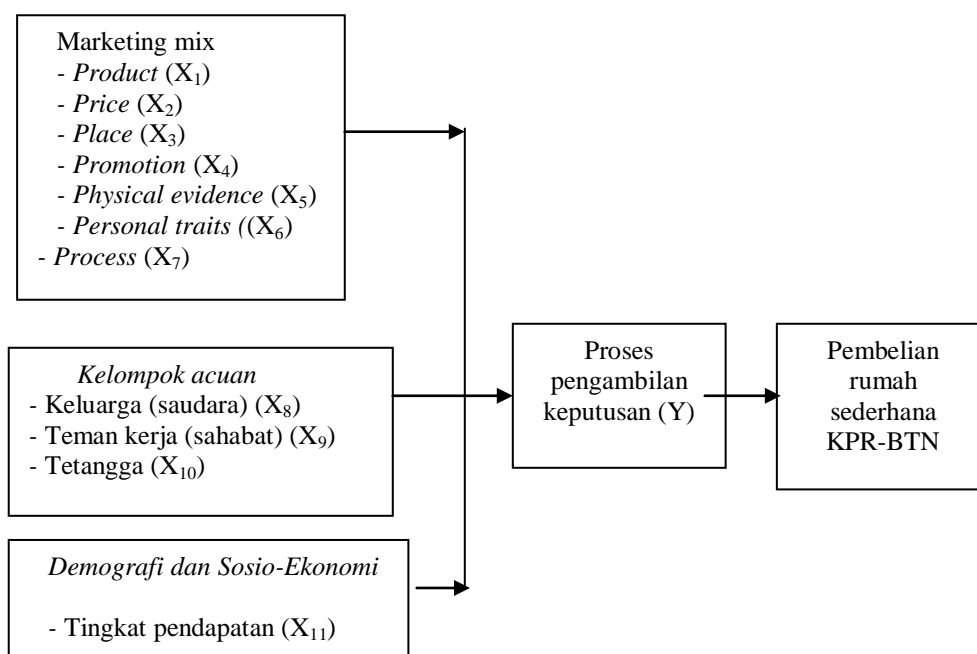 Marketing mix
- Product (X₁)
- Price (X₂)
- Place (X₃)
- Promotion (X₄)
- Physical evidence (X₅)
- Personal traits ((X₆)
- Process (X₇)
Kelompok acuan
- Keluarga (saudara) (X₈)
- Teman kerja (sahabat) (X₉)
- Tetangga (X₁₀)
Demografi dan Sosio-Ekonomi
- Tingkat pendapatan (X₁₁)
Proses
pengambilan
keputusan (Y)
Pembelian
rumah
sederhana
KPR-BTN